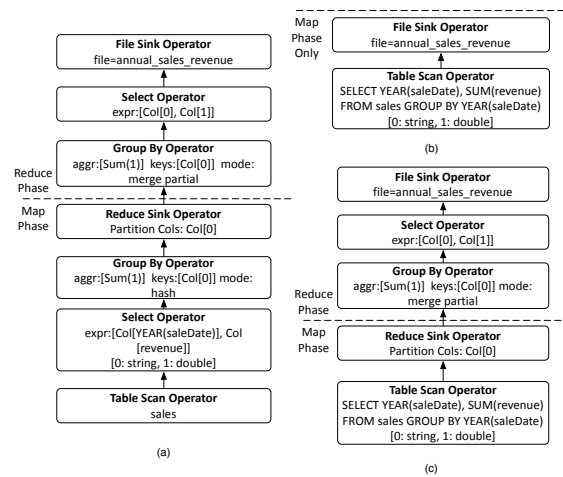 File Sink Operator
file=annual_sales_revenue
Select Operator
expr:[Col[0], Col[1]]
Group By Operator
aggr:[Sum(1)] keys:[Col[0]] mode:
merge partial
Reduce
Phase
Map
Phase
Reduce Sink Operator
Partition Cols: Col[0]
Group By Operator
aggr:[Sum(1)] keys:[Col[0]] mode:
hash
Select Operator
expr:[Col[YEAR(saleDate)], Col
[revenue]]
[0: string, 1: double]
Table Scan Operator
sales
(a)
Map
Phase
Only
File Sink Operator
file=annual_sales_revenue
Table Scan Operator
SELECT YEAR(saleDate), SUM(revenue)
FROM sales GROUP BY YEAR(saleDate)
[0: string, 1: double]
(b)
File Sink Operator
file=annual_sales_revenue
Select Operator
expr:[Col[0], Col[1]]
Group By Operator
aggr:[Sum(1)] keys:[Col[0]] mode:
merge partial
Reduce Phase
Map
Phase
Reduce Sink Operator
Partition Cols: Col[0]
Table Scan Operator
SELECT YEAR(saleDate), SUM(revenue)
FROM sales GROUP BY YEAR(saleDate)
[0: string, 1: double]
(c)